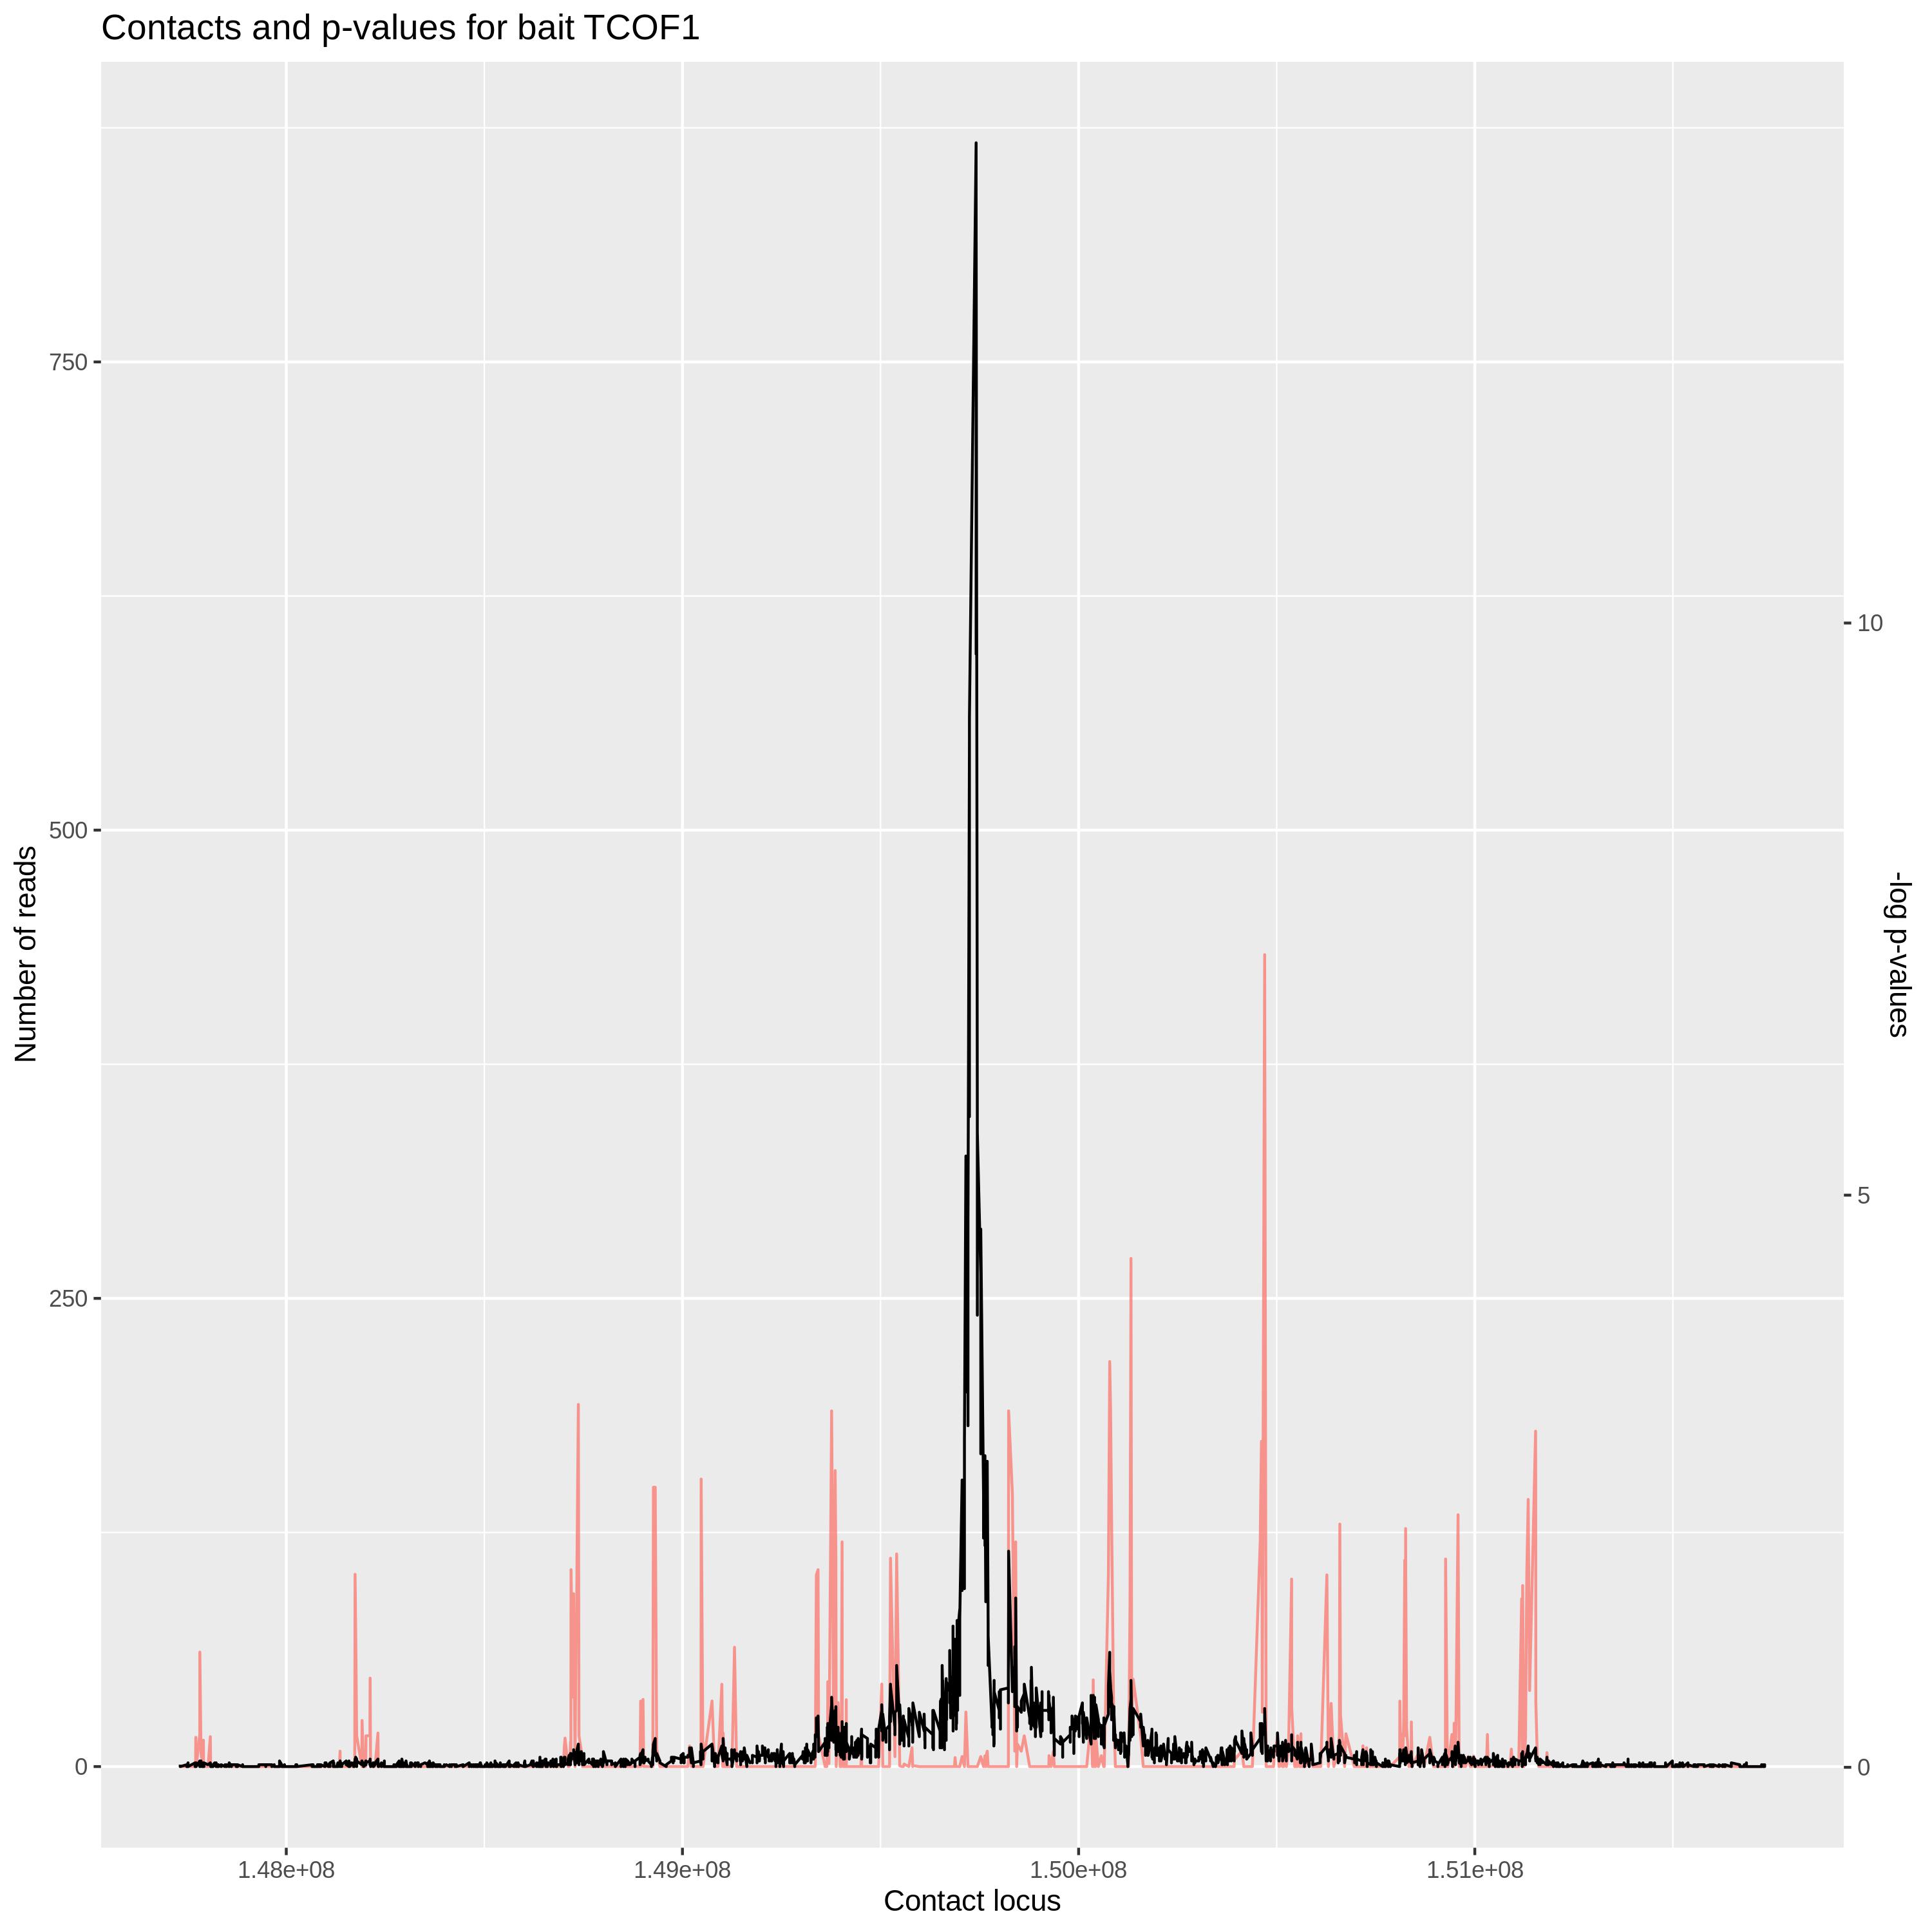 Contacts and p-values for bait TCOF1
750
500
250
0
Number of reads
10
5
0
-log p-values
1.48e+08
1.49e+08
1.50e+08
1.51e+08
Contact locus